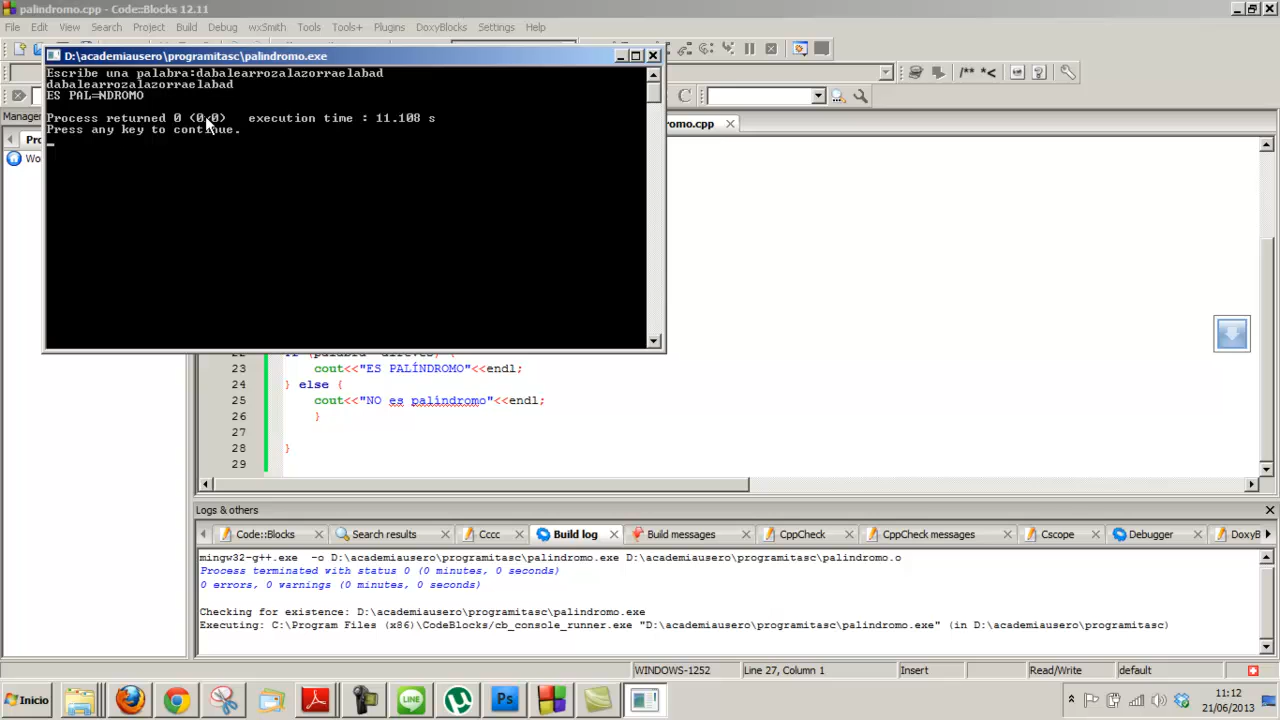 palindromo.cpp - Code::Blocks 12.11
File Edit View Search Project Build Debug wxSmith Tools Tools+ Plugins DoxyBlocks Settings Help
D:\academiausero\programitasc\palindromo.exe
Escribe una palabra:dabalearrozalazorraelabad
dabalearrozalazorraelabad
ES PAL=NDROMO
Process returned 0 (0x0) execution time : 11.108 s
Press any key to continue.
/** *<
C
Manager
omo.cpp
Pro
Wo
23 cout<<"ES PALÍNDROMO"<<endl;
24 } else {
25 cout<<"NO es palíndromo"<<endl;
26 }
27
28 }
29
Logs & others
Code::Blocks Search results Cccc Build log Build messages CppCheck CppCheck messages Cscope Debugger DoxyB
mingw32-g++.exe -o D:\academiausero\programitasc\palindromo.exe D:\academiausero\programitasc\palindromo.o
Process terminated with status 0 (0 minutes, 0 seconds)
0 errors, 0 warnings (0 minutes, 0 seconds)
Checking for existence: D:\academiausero\programitasc\palindromo.exe
Executing: C:\Program Files (x86)\CodeBlocks/cb_console_runner.exe "D:\academiausero\programitasc\palindromo.exe" (in D:\academiausero\programitasc)
WINDOWS-1252 Line 27, Column 1 Insert Read/Write default
Inicio
LINE
Ps
11:12
21/06/2013